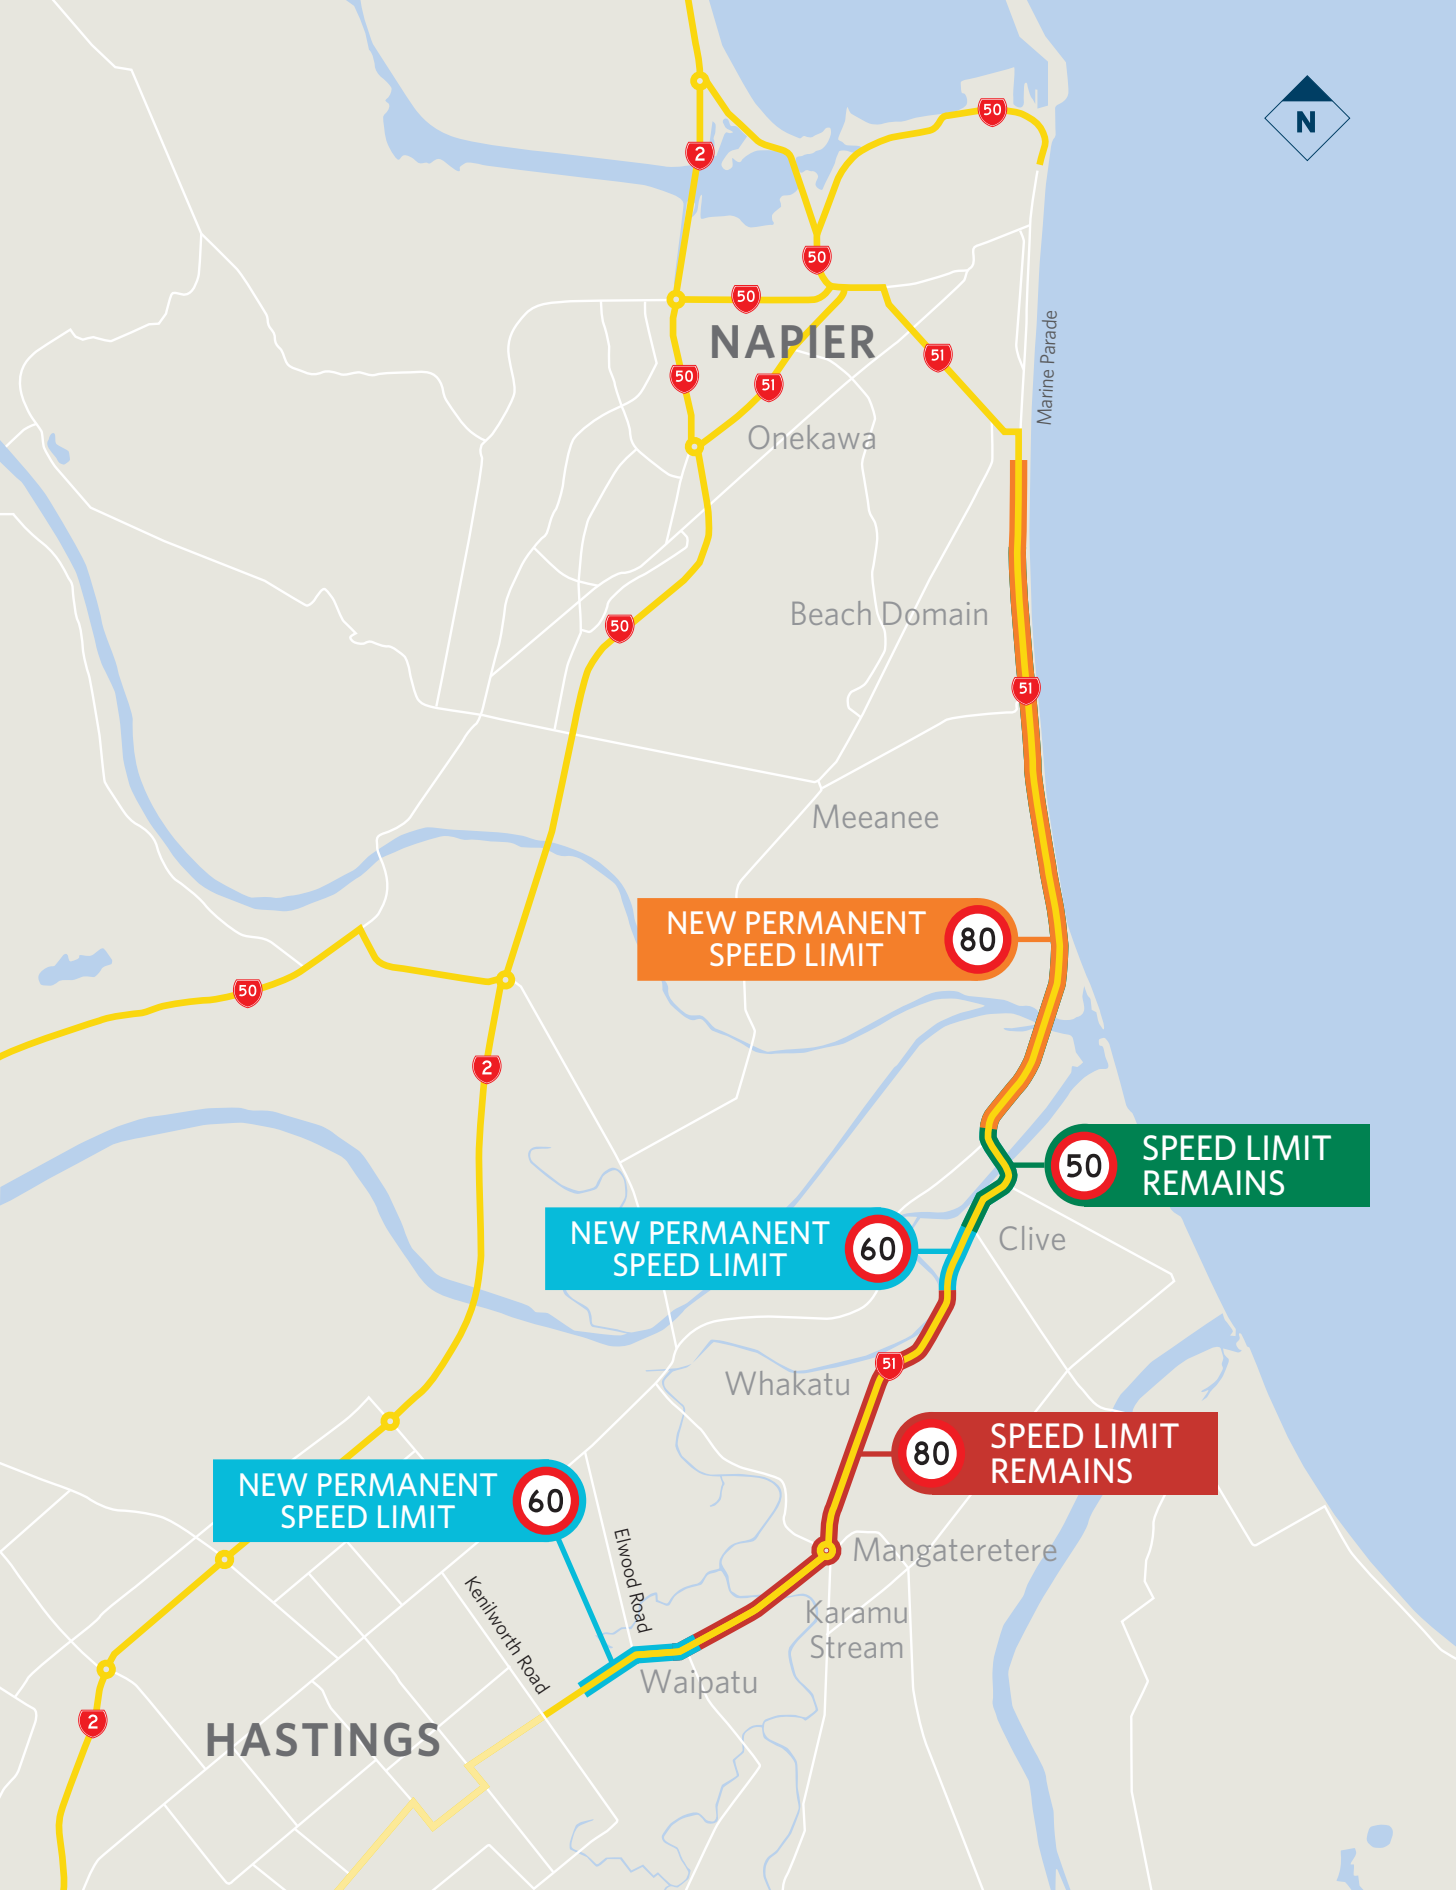 50
N
2
50
50
NAPIER
51
Marine Parade
50
51
Onekawa
Beach Domain
50
51
Meeanee
NEW PERMANENT
SPEED LIMIT
80
50
2
50
SPEED LIMIT
REMAINS
NEW PERMANENT
SPEED LIMIT
60
Clive
51
Whakatu
80
SPEED LIMIT
REMAINS
NEW PERMANENT
SPEED LIMIT
60
Elwood Road
Mangateretere
Kenilworth Road
Karamu
Stream
Waipatu
2
HASTINGS